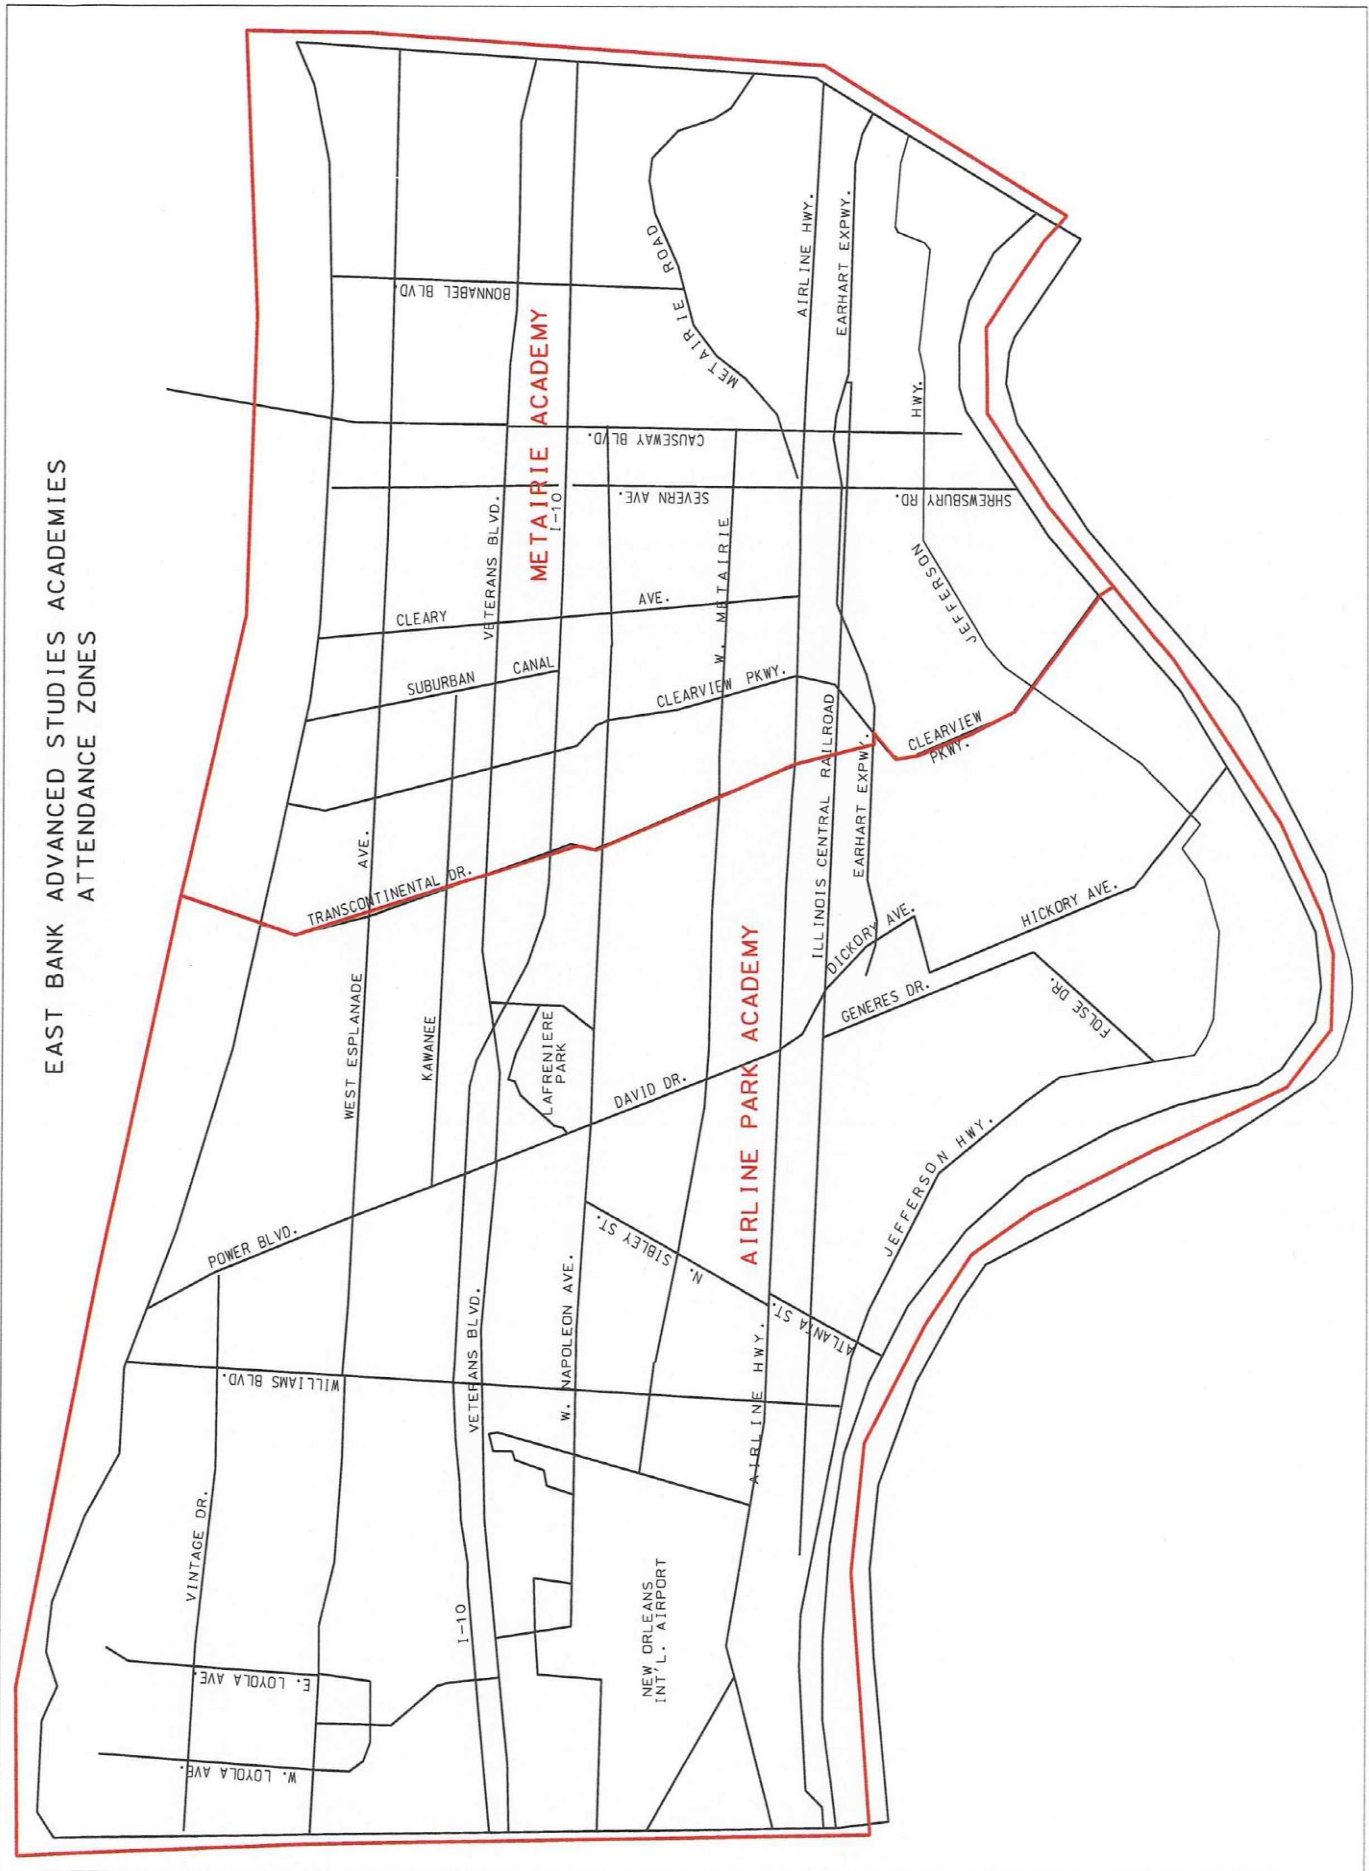 EAST BANK ADVANCED STUDIES ACADEMIES
ATTENDANCE ZONES
VINTAGE DR.
E. LOYOLA AVE.
W. LOYOLA AVE.
POWER BLVD.
WILLIAMS BLVD.
WEST ESPLANADE
AVE.
TRANSCONTINENTAL DR.
KAWANEE
SUBURBAN
CANAL
CLEARY
AVE.
BONNABEL BLVD.
I-10
VETERANS BLVD.
VETERANS BLVD.
I-10
METAIRIE ACADEMY
LAFRENIERE
PARK
W. NAPOLEON AVE.
N. SIBLEY ST.
DAVID DR.
CLEARVIEW PKWY.
SEVERN AVE.
CAUSEWAY BLVD.
METAIRIE ROAD
W. METAIRIE
NEW ORLEANS
INT'L. AIRPORT
AIRLINE PARK ACADEMY
AIRLINE HWY.
AIRLINE HWY.
ATLANTA ST.
ILLINOIS CENTRAL RAILROAD
EARHART EXPWY.
EARHART EXPWY.
DICKORY AVE.
GENERES DR.
HICKORY AVE.
FOLSE DR.
CLEARVIEW
PKWY.
SHREWSBURY RD.
JEFFERSON HWY.
JEFFERSON
HWY.